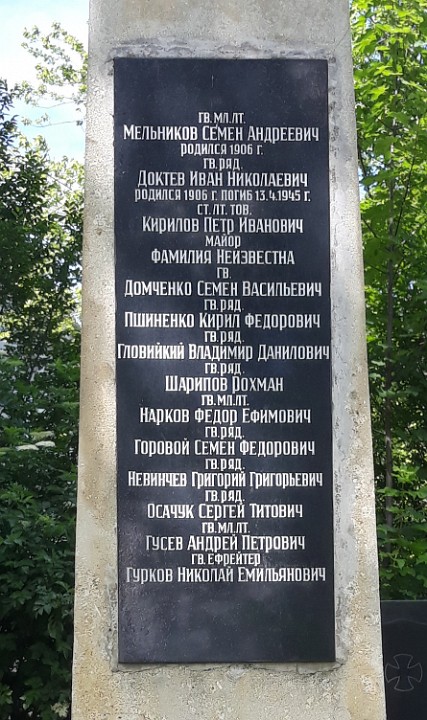 ГВ.МЛ.ЛТ.
МЕЛЬНИКОВ СЕМЕН АНДРЕЕВИЧ
РОДИЛСЯ 1906 Г.
ГВ.РЯД.
ДОКТЕВ ИВАН НИКОЛАЕВИЧ
РОДИЛСЯ 1906 Г. ПОГИБ 13.4.1945 Г.
СТ. ЛТ. ТОВ.
КИРИЛОВ ПЕТР ИВАНОВИЧ
МАЙОР
ФАМИЛИЯ НЕИЗВЕСТНА
ГВ.
ДОМЧЕНКО СЕМЕН ВАСИЛЬЕВИЧ
ГВ.РЯД.
ПШИНЕНКО КИРИЛ ФЕДОРОВИЧ
ГВ.РЯД.
ГЛОВИЙКИЙ ВЛАДИМИР ДАНИЛОВИЧ
ГВ.РЯД.
ШАРИПОВ РОХМАН
ГВ.МЛ.ЛТ.
НАРКОВ ФЕДОР ЕФИМОВИЧ
ГВ.РЯД.
ГОРОВОЙ СЕМЕН ФЕДОРОВИЧ
ГВ.РЯД.
НЕВИНЧЕВ ГРИГОРИЙ ГРИГОРЬЕВИЧ
ГВ.РЯД.
ОСАЧУК СЕРГЕЙ ТИТОВИЧ
ГВ.МЛ.ЛТ.
ГУСЕВ АНДРЕЙ ПЕТРОВИЧ
ГВ.ЕФРЕЙТЕР
ГУРКОВ НИКОЛАЙ ЕМИЛЬЯНОВИЧ